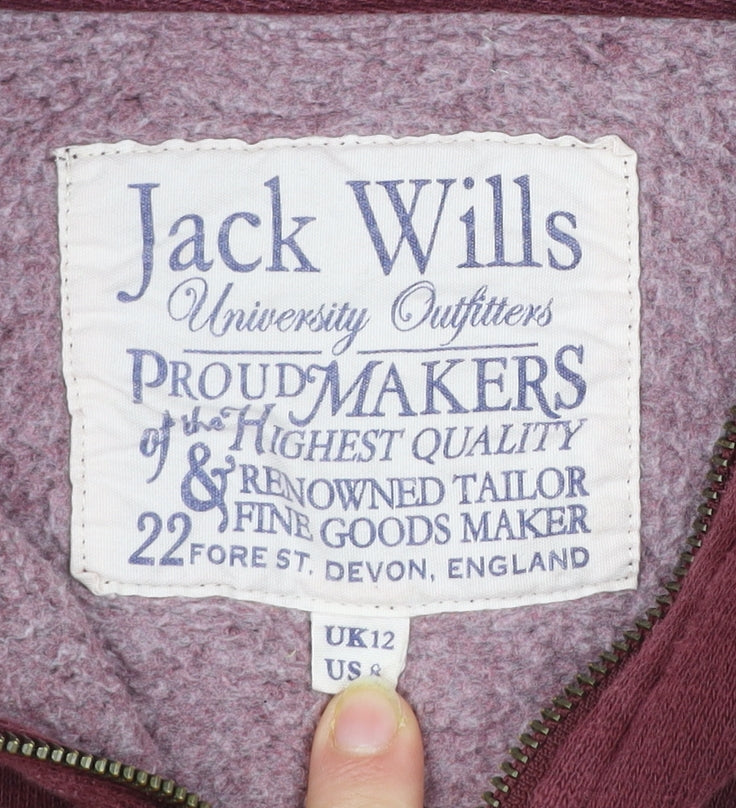 Jack Wills
University Outfitters
PROUD MAKERS
of the HIGHEST QUALITY
& RENOWNED TAILOR
FINE GOODS MAKER
22 FORE ST. DEVON, ENGLAND
UK 12
US 8